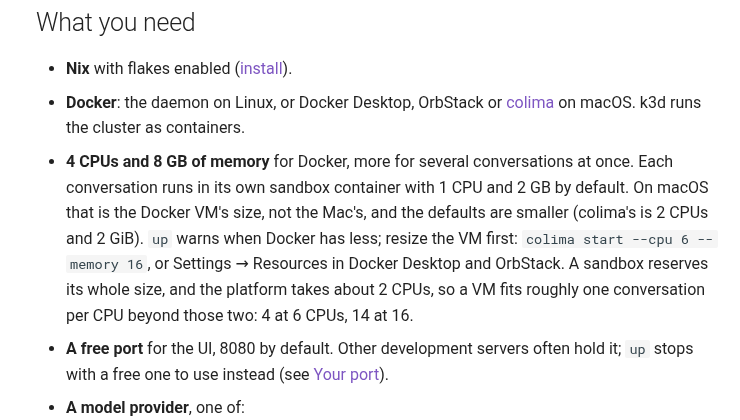 What you need
• Nix with flakes enabled (install).
• Docker: the daemon on Linux, or Docker Desktop, OrbStack or colima on macOS. k3d runs
the cluster as containers.
• 4 CPUs and 8 GB of memory for Docker, more for several conversations at once. Each
conversation runs in its own sandbox container with 1 CPU and 2 GB by default. On macOS
that is the Docker VM's size, not the Mac's, and the defaults are smaller (colima's is 2 CPUs
and 2 GiB). up warns when Docker has less; resize the VM first: colima start --cpu 6 --
memory 16, or Settings → Resources in Docker Desktop and OrbStack. A sandbox reserves
its whole size, and the platform takes about 2 CPUs, so a VM fits roughly one conversation
per CPU beyond those two: 4 at 6 CPUs, 14 at 16.
• A free port for the UI, 8080 by default. Other development servers often hold it; up stops
with a free one to use instead (see Your port).
• A model provider, one of: